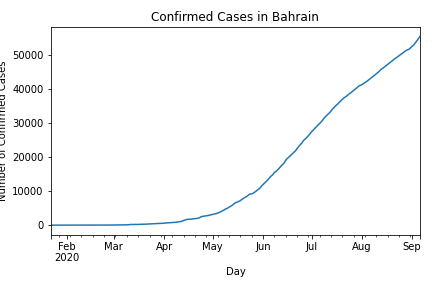 Confirmed Cases in Bahrain
Number of Confirmed Cases
50000
40000
30000
20000
10000
0
Feb Mar Apr May Jun Jul Aug Sep
2020
Day